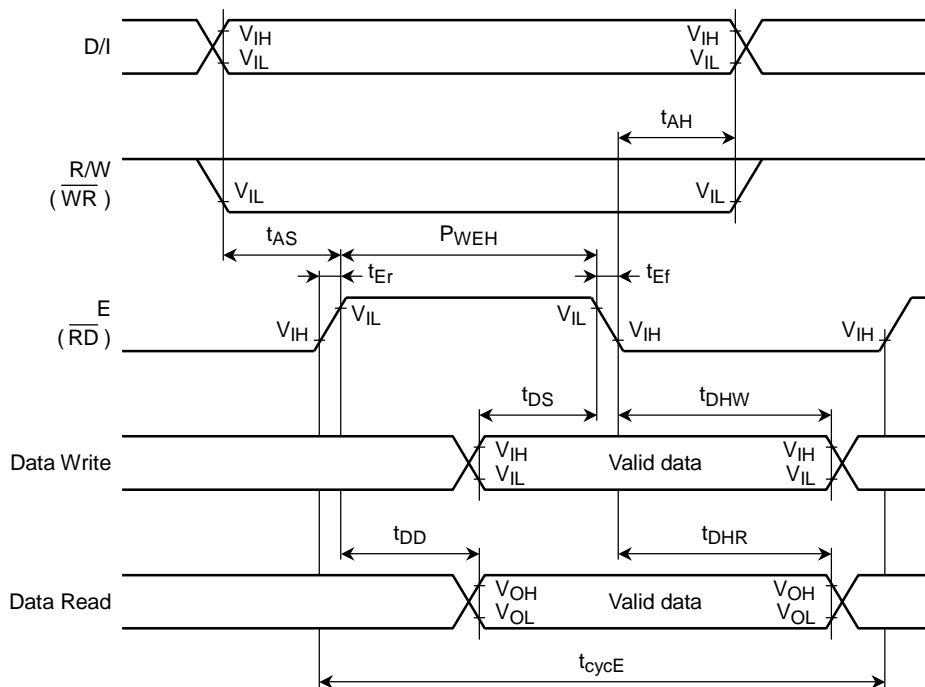 D/I
VIH
VIL
VIH
VIL
tAH
R/W
( WR )
VIL
VIL
tAS
PWEH
tEr
tEf
E
( RD )
VIH
VIL
VIL
VIH
VIH
tDS
tDHW
Data Write
VIH
VIL
Valid data
VIH
VIL
tDD
tDHR
Data Read
VOH
VOL
Valid data
VOH
VOL
tcycE